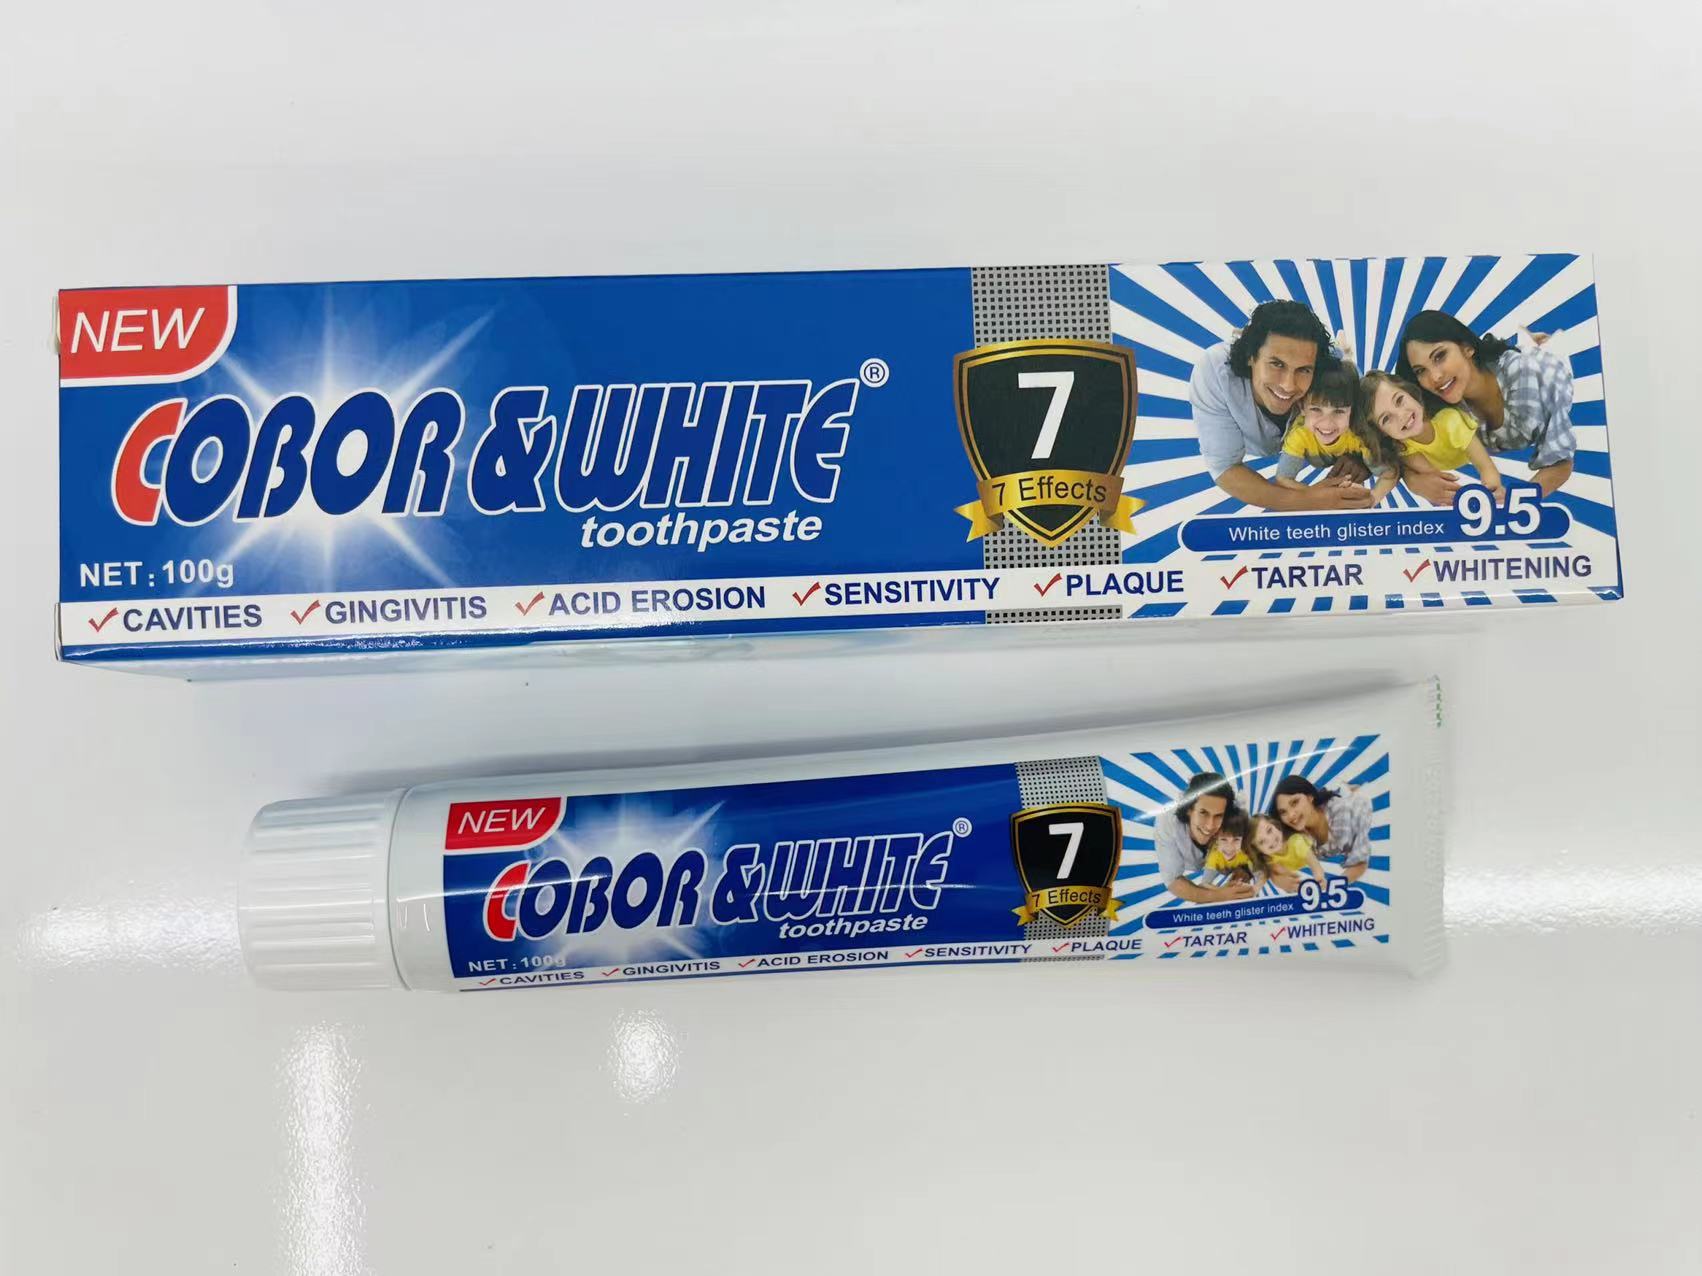 NEW
COBOR & WHITE®
toothpaste
NET: 100g
7
7 Effects
White teeth glister index 9.5
✓CAVITIES ✓GINGIVITIS ✓ACID EROSION ✓SENSITIVITY ✓PLAQUE ✓TARTAR ✓WHITENING
NEW
COBOR & WHITE®
toothpaste
NET: 100g
7
7 Effects
White teeth glister index 9.5
✓CAVITIES ✓GINGIVITIS ✓ACID EROSION ✓SENSITIVITY ✓PLAQUE ✓TARTAR ✓WHITENING